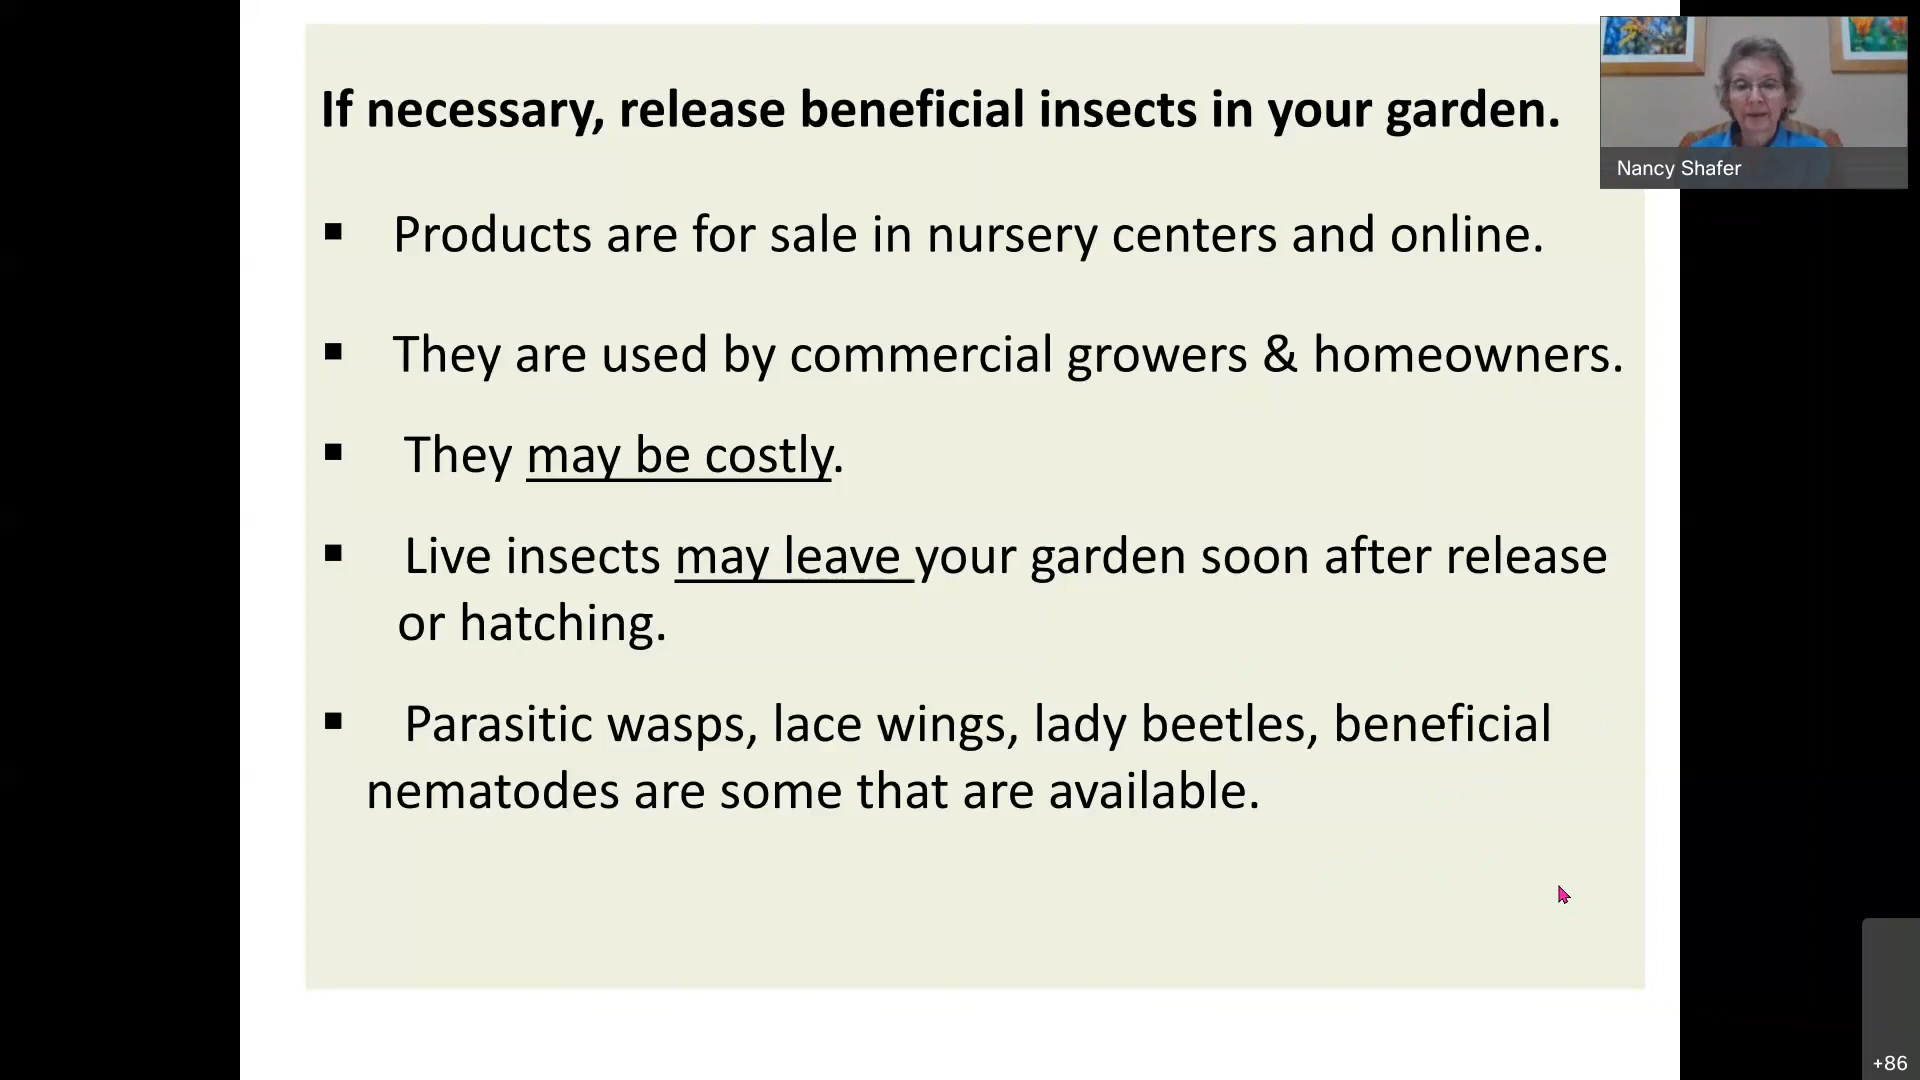 If necessary, release beneficial insects in your garden.
Nancy Shafer
▪ Products are for sale in nursery centers and online.
▪ They are used by commercial growers & homeowners.
▪ They may be costly.
▪ Live insects may leave your garden soon after release
or hatching.
▪ Parasitic wasps, lace wings, lady beetles, beneficial
nematodes are some that are available.
+86